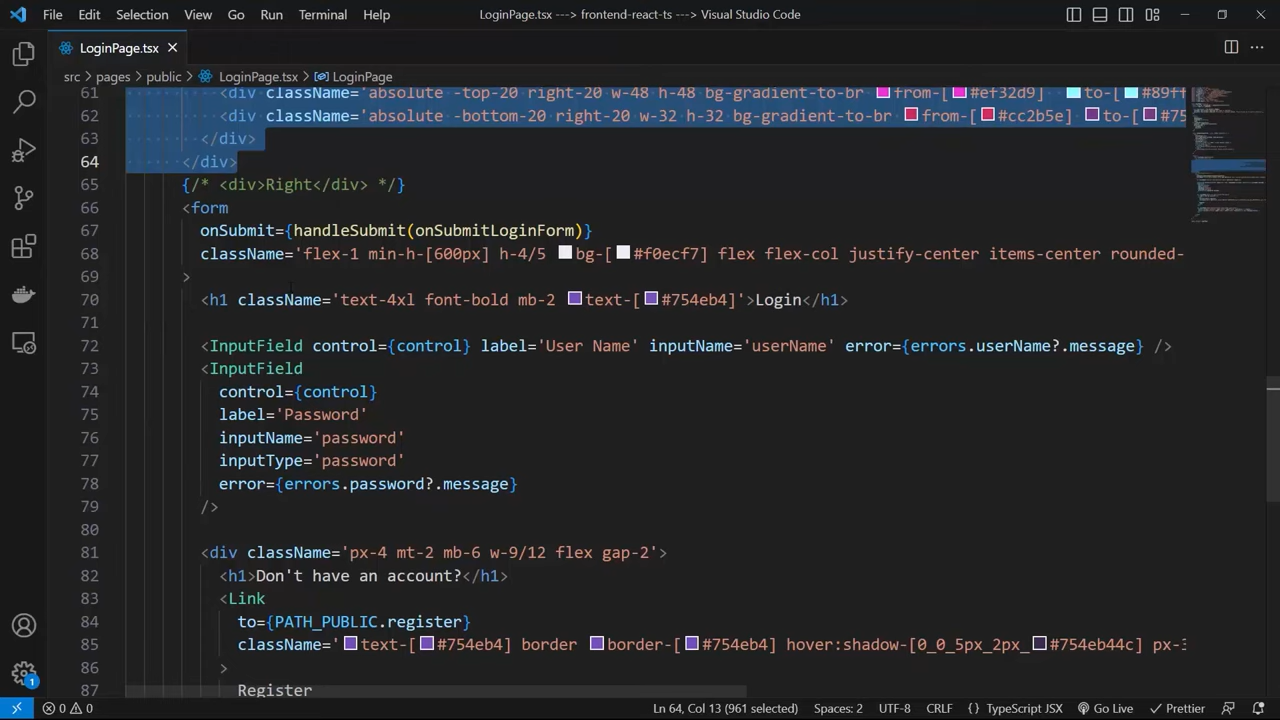 File Edit Selection View Go Run Terminal Help LoginPage.tsx ---> frontend-react-ts ---> Visual Studio Code
LoginPage.tsx
src > pages > public > LoginPage.tsx > LoginPage
61 <div className='absolute -top-20 right-20 w-48 h-48 bg-gradient-to-br from-[#ef32d9] to-[#89ff
62 <div className='absolute -bottom-20 right-20 w-32 h-32 bg-gradient-to-br from-[#cc2b5e] to-[#75
63 </div>
64 </div>
65 {/* <div>Right</div> */}
66 <form
67 onSubmit={handleSubmit(onSubmitLoginForm)}
68 className='flex-1 min-h-[600px] h-4/5 bg-[#f0ecf7] flex flex-col justify-center items-center rounded-
69 >
70 <h1 className='text-4xl font-bold mb-2 text-[#754eb4]'>Login</h1>
71
72 <InputField control={control} label='User Name' inputName='userName' error={errors.userName?.message} />
73 <InputField
74 control={control}
75 label='Password'
76 inputName='password'
77 inputType='password'
78 error={errors.password?.message}
79 />
80
81 <div className='px-4 mt-2 mb-6 w-9/12 flex gap-2'>
82 <h1>Don't have an account?</h1>
83 <Link
84 to={PATH_PUBLIC.register}
85 className='text-[#754eb4] border border-[#754eb4] hover:shadow-[0_0_5px_2px_#754eb44c] px-3
86 >
87 Register
1
0 0 Ln 64, Col 13 (961 selected) Spaces: 2 UTF-8 CRLF {} TypeScript JSX Go Live Prettier